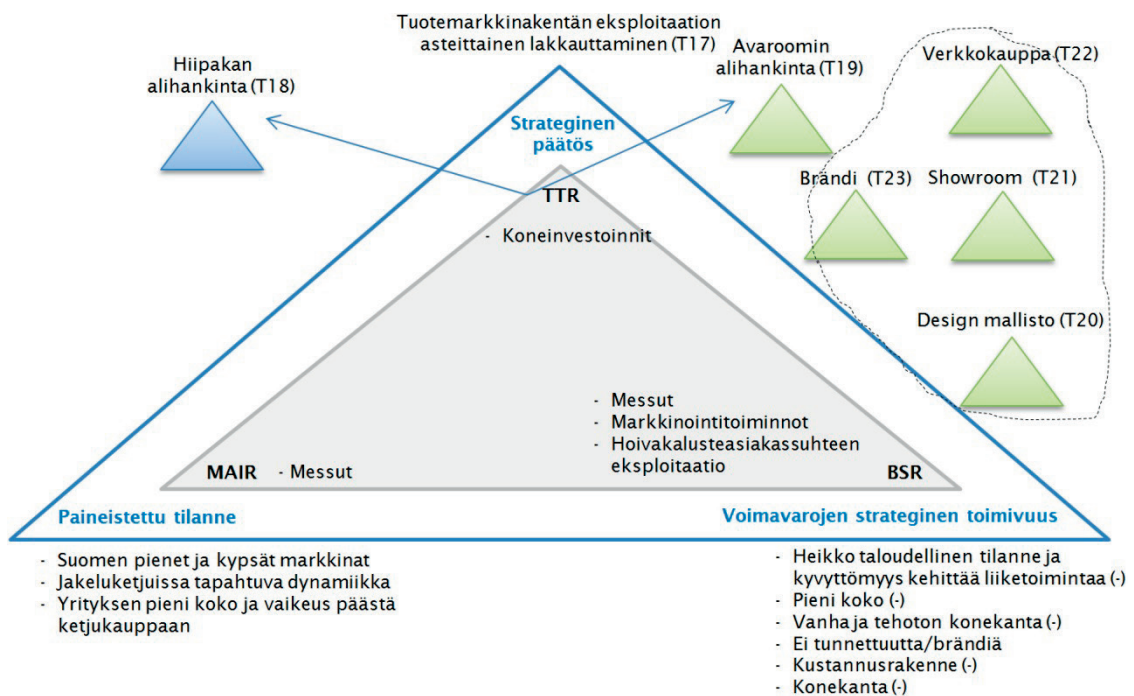 Tuotemarkkinakentän eksploitaation
asteittainen lakkauttaminen (T17)
Hiipakan
alihankinta (T18)
Avaroomin
alihankinta (T19)
Verkkokauppa (T22)
Strateginen
päätös
Brändi (T23)
Showroom (T21)
TTR
- Koneinvestoinnit
Design mallisto (T20)
- Messut
- Markkinointitoiminnot
- Hoivakalusteasiakassuhteen
eksploitaatio
MAIR
- Messut
BSR
Paineistettu tilanne
Voimavarojen strateginen toimivuus
- Suomen pienet ja kypsät markkinat
- Jakeluketjuissa tapahtuva dynamiikka
- Yrityksen pieni koko ja vaikeus päästä
ketjukauppaan
- Heikko taloudellinen tilanne ja
kyvyttömyys kehittää liiketoimintaa (-)
- Pieni koko (-)
- Vanha ja tehoton konekanta (-)
- Ei tunnettuutta/brändiä
- Kustannusrakenne (-)
- Konekanta (-)